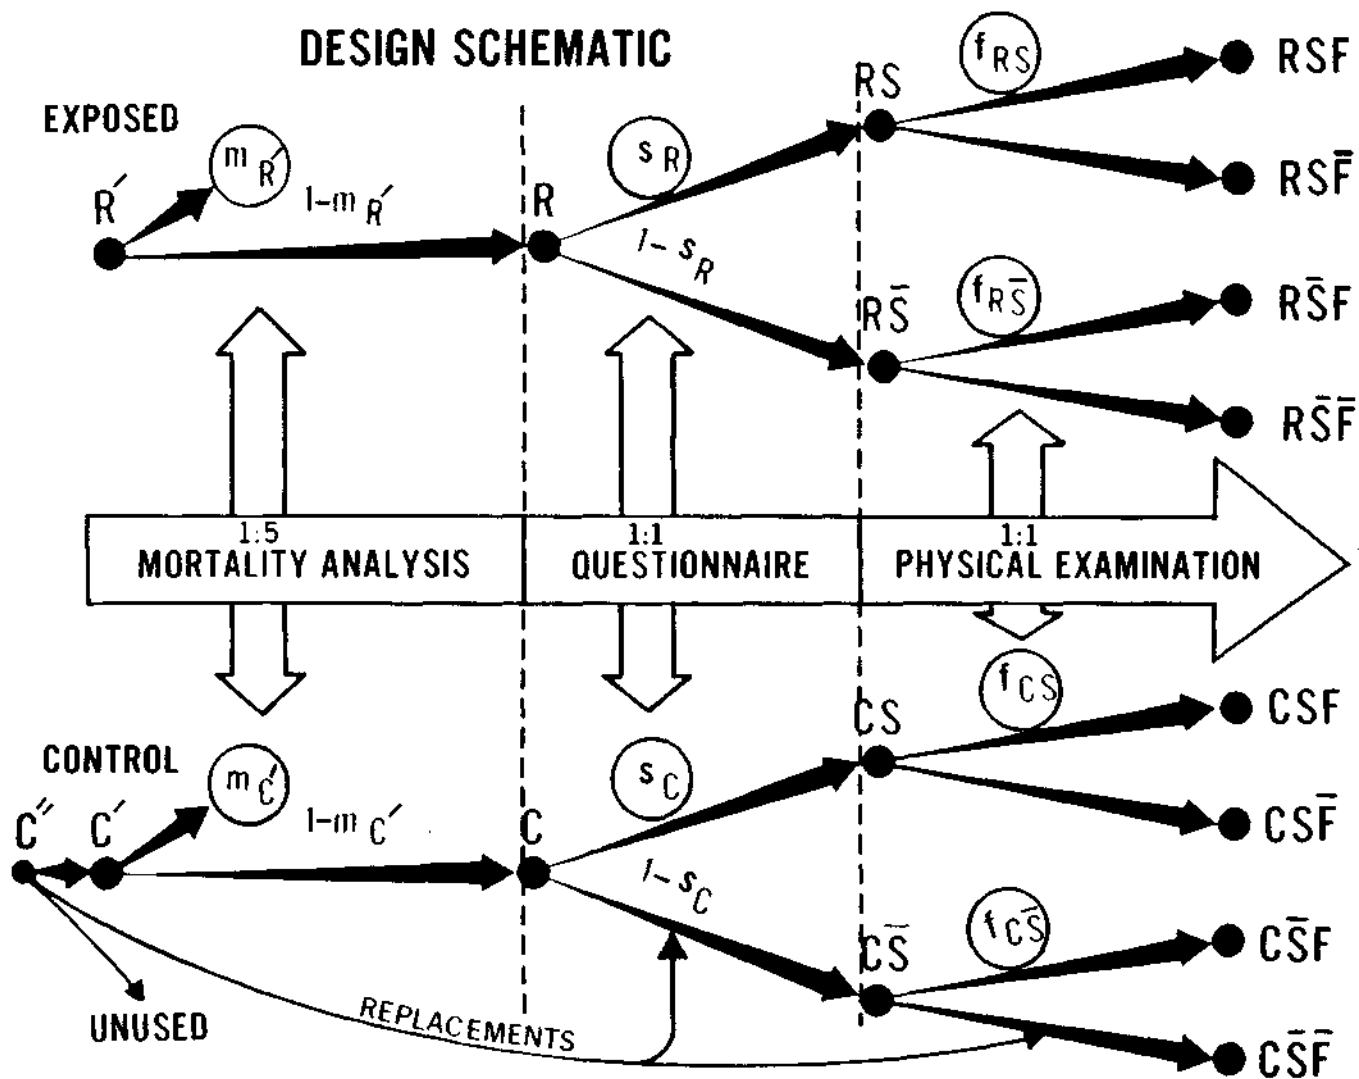 DESIGN SCHEMATIC
EXPOSED
R′
m R′
1–m R′
R
s R
1– s R
RS
RS̄
f RS
f RS̄
RSF
RSF̄
RS̄F
RS̄F̄
1:5
MORTALITY ANALYSIS
1:1
QUESTIONNAIRE
1:1
PHYSICAL EXAMINATION
CONTROL
C″
C′
m C′
1–m C′
C
s C
1– s C
CS
CS̄
f CS
f CS̄
CSF
CSF̄
CS̄F
CS̄F̄
UNUSED
REPLACEMENTS